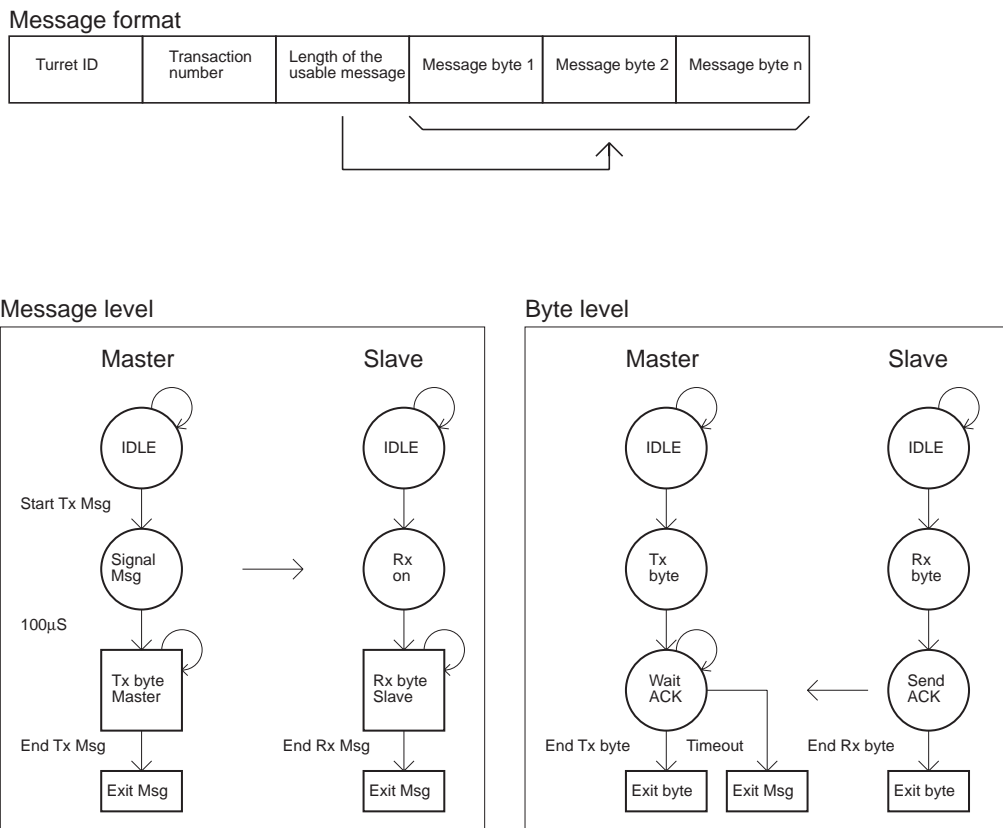 Message format
Turret ID
Transaction
number
Length of the
usable message
Message byte 1
Message byte 2
Message byte n
Message level
Master
Slave
IDLE
IDLE
Start Tx Msg
Signal
Msg
Rx
on
100µS
Tx byte
Master
Rx byte
Slave
End Tx Msg
End Rx Msg
Exit Msg
Exit Msg
Byte level
Master
Slave
IDLE
IDLE
Tx
byte
Rx
byte
Wait
ACK
Send
ACK
End Tx byte
Timeout
End Rx byte
Exit byte
Exit Msg
Exit byte